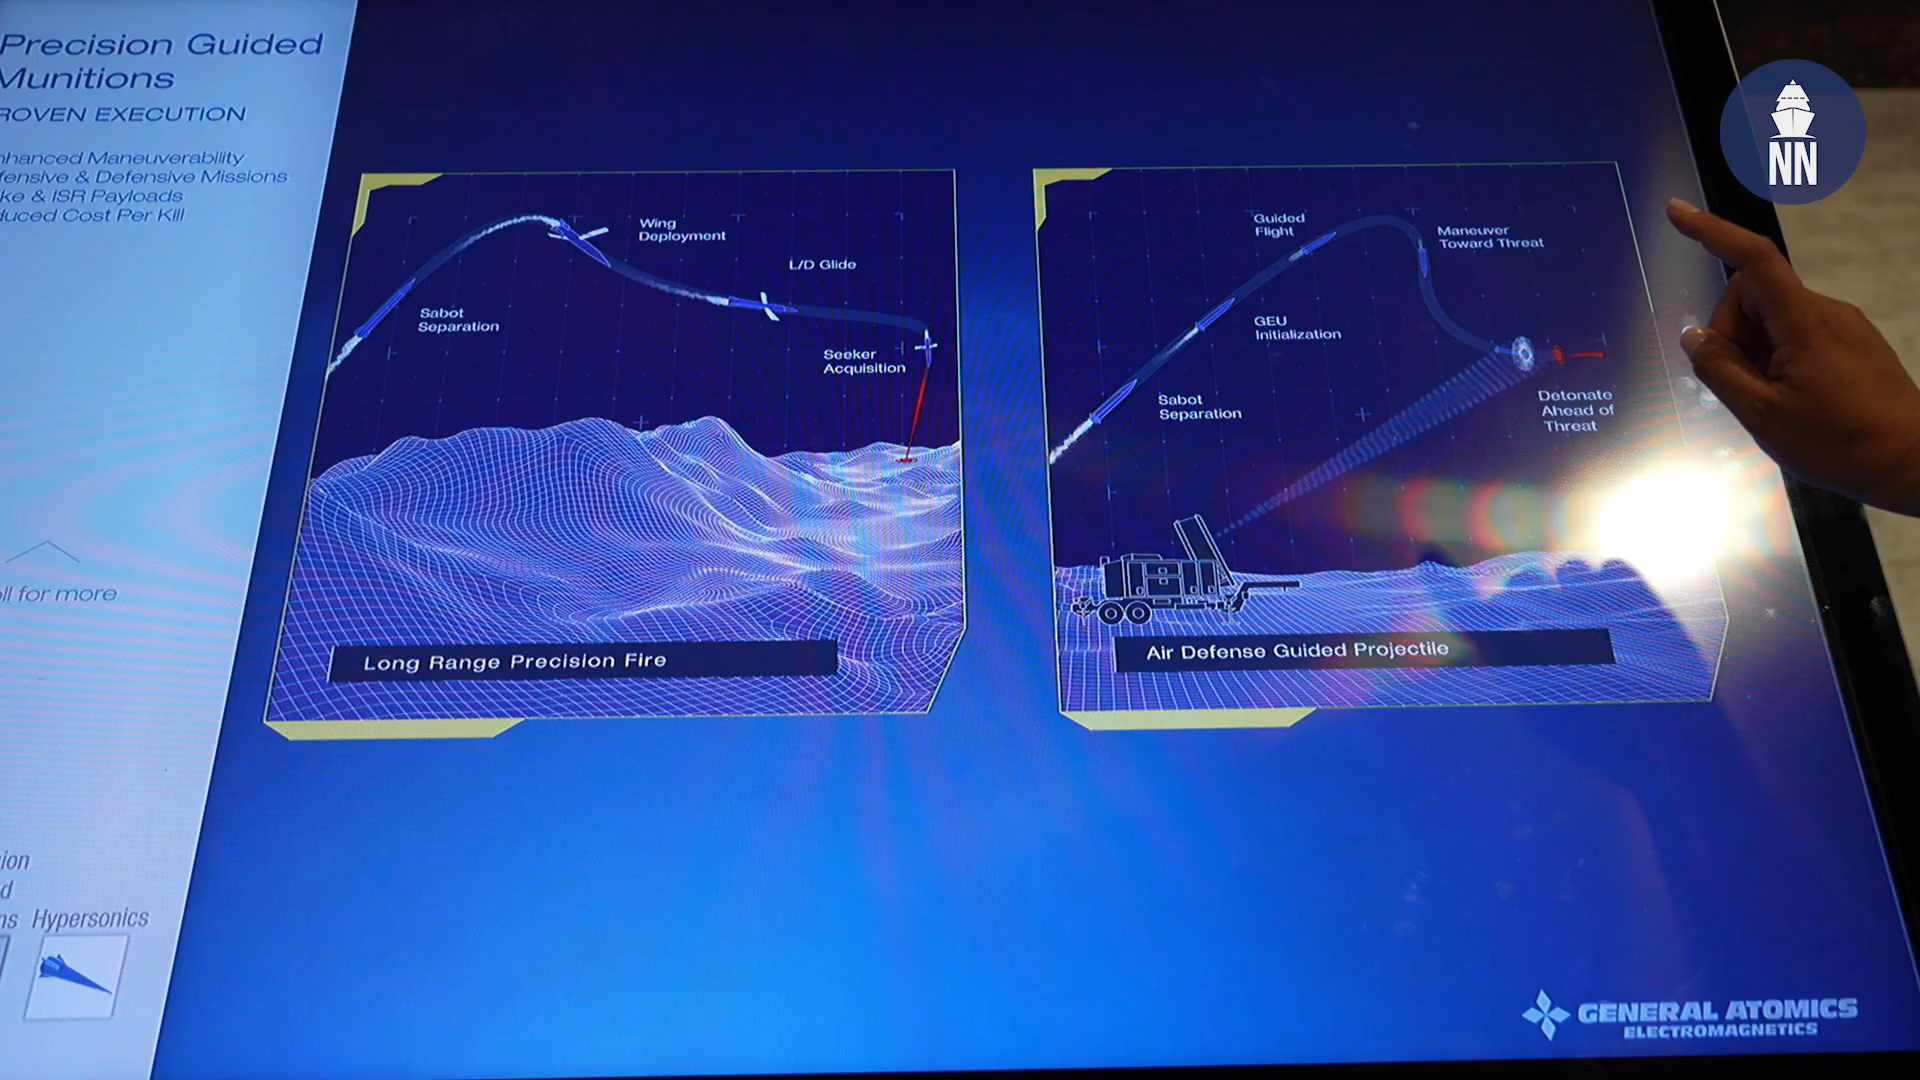 Precision Guided
Munitions
ROVEN EXECUTION
nhanced Maneuverability
fensive & Defensive Missions
ike & ISR Payloads
duced Cost Per Kill
ll for more
ion
d
ns
Hypersonics
Wing
Deployment
L/D Glide
Sabot
Separation
Seeker
Acquisition
Long Range Precision Fire
Guided
Flight
Maneuver
Toward Threat
GEU
Initialization
Sabot
Separation
Detonate
Ahead of
Threat
Air Defense Guided Projectile
NN
GENERAL ATOMICS
ELECTROMAGNETICS